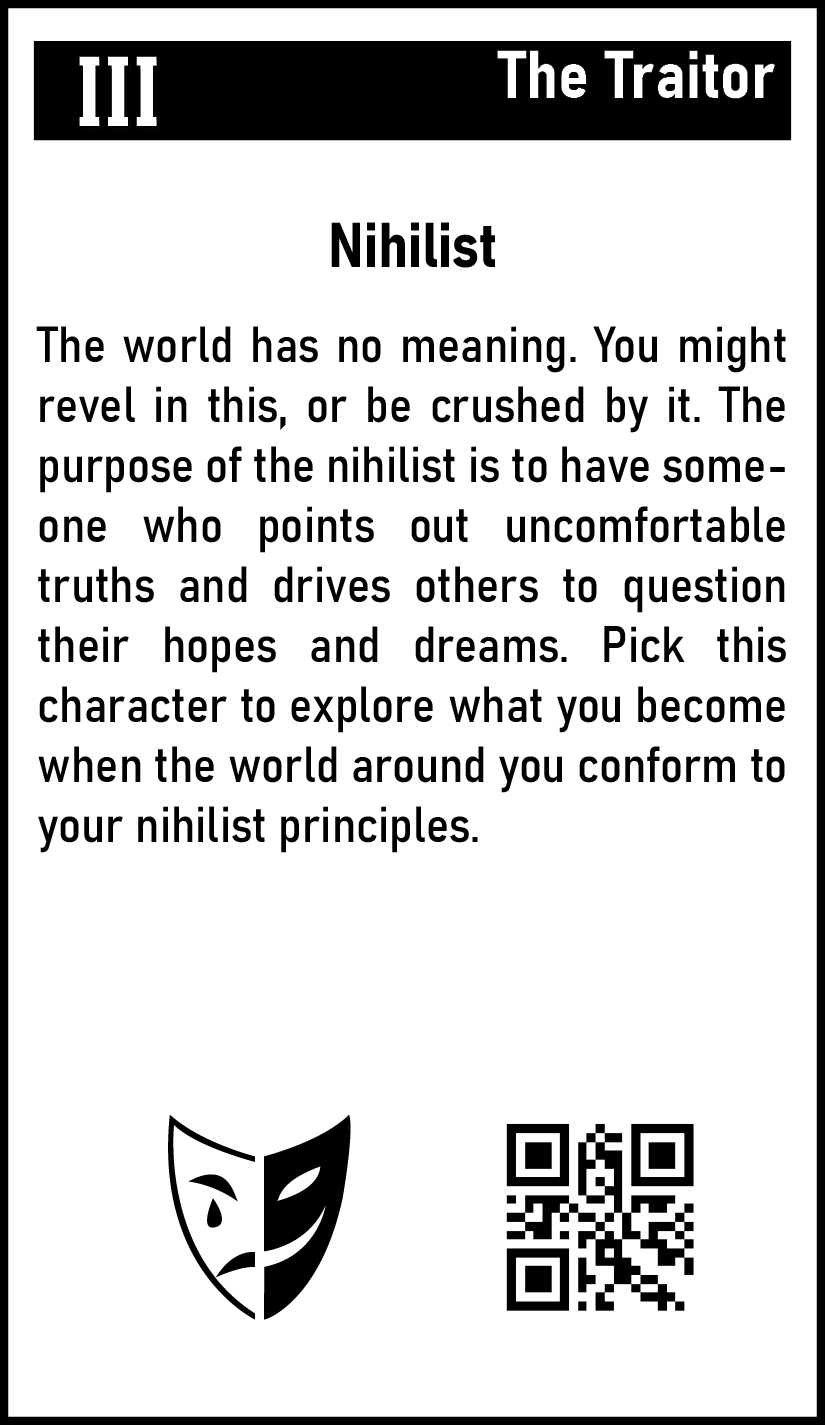 III
The Traitor
Nihilist
The world has no meaning. You might
revel in this, or be crushed by it. The
purpose of the nihilist is to have some-
one who points out uncomfortable
truths and drives others to question
their hopes and dreams. Pick this
character to explore what you become
when the world around you conform to
your nihilist principles.